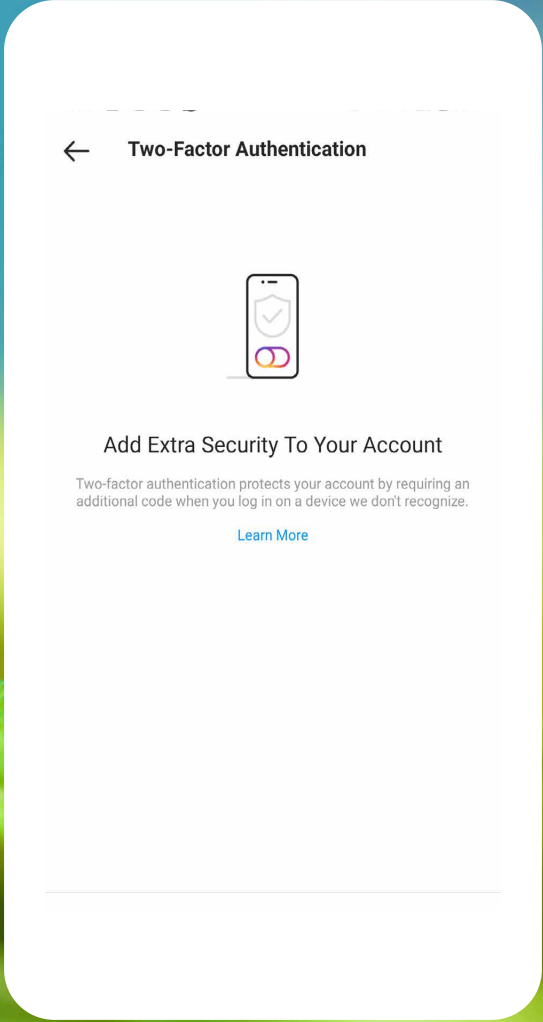 Two-Factor Authentication
Add Extra Security To Your Account
Two-factor authentication protects your account by requiring an
additional code when you log in on a device we don't recognize.
Learn More